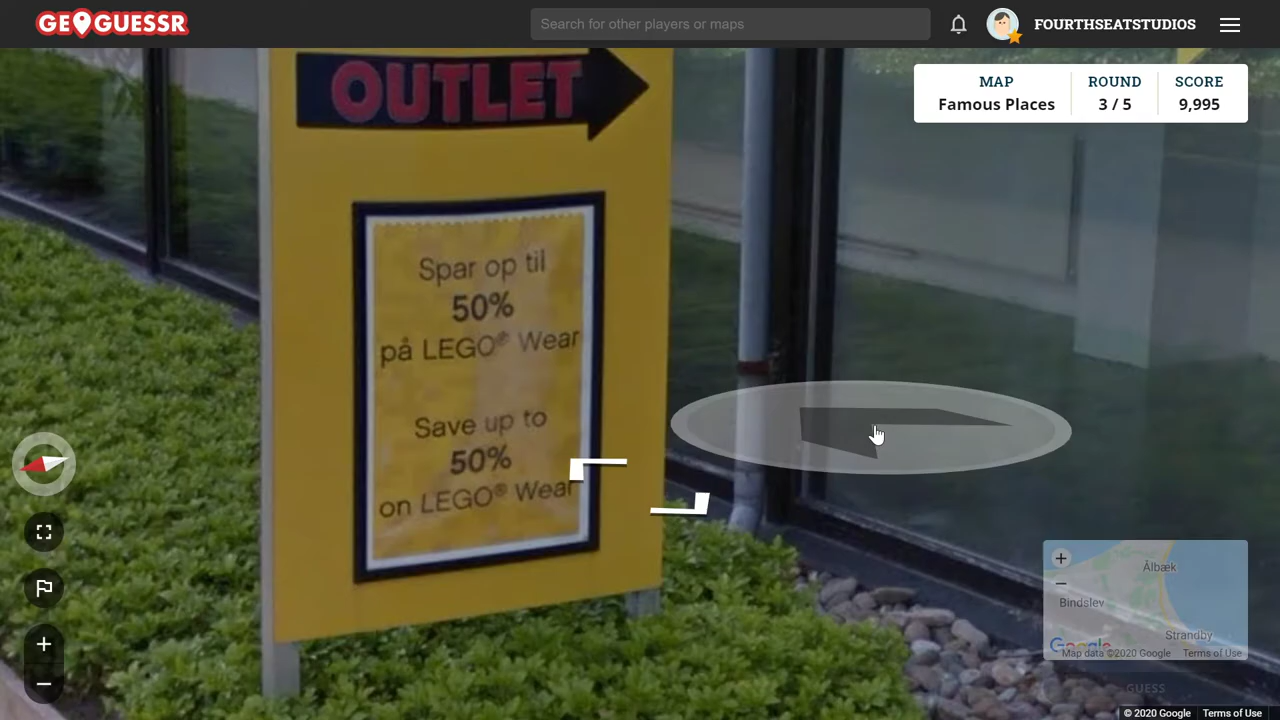 GEOGUESSR
Search for other players or maps
FOURTHSEATSTUDIOS
MAP
Famous Places
ROUND
3 / 5
SCORE
9,995
OUTLET
Spar op til
50%
på LEGO® Wear
Save up to
50%
on LEGO® Wear
+
−
Ålbæk
Bindslev
Strandby
Google
Map data ©2020 Google
Terms of Use
GUESS
© 2020 Google
Terms of Use